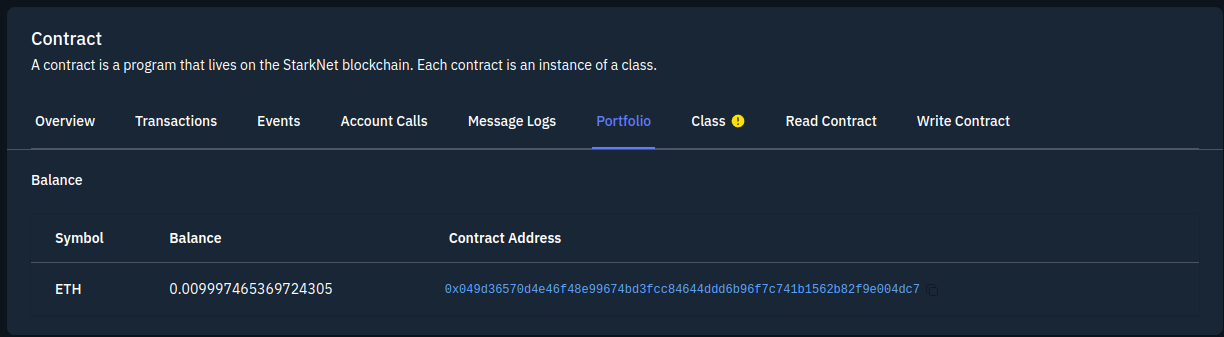 Contract
A contract is a program that lives on the StarkNet blockchain. Each contract is an instance of a class.
Overview Transactions Events Account Calls Message Logs Portfolio Class Read Contract Write Contract
Balance
Symbol Balance Contract Address
ETH 0.009997465369724305 0x049d36570d4e46f48e99674bd3fcc84644ddd6b96f7c741b1562b82f9e004dc7